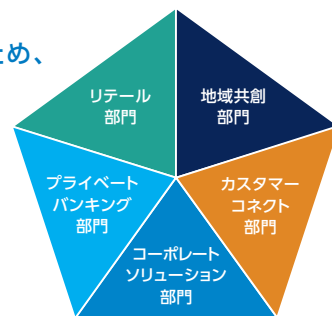 ため、
リテール
部門
地域共創
部門
プライベート
バンキング
部門
カスタマー
コネクト
部門
コーポレート
ソリューション
部門